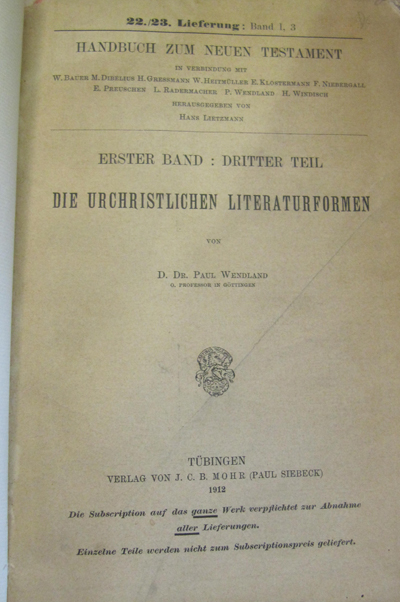 22./23. Lieferung: Band I, 3
HANDBUCH ZUM NEUEN TESTAMENT
IN VERBINDUNG MIT
W. BAUER M. DIBELIUS H. GRESSMANN W. HEITMÜLLER E. KLOSTERMANN F. NIEBERGALL
E. PREUSCHEN L. RADERMACHER P. WENDLAND H. WINDISCH
HERAUSGEGEBEN VON
HANS LIETZMANN
ERSTER BAND : DRITTER TEIL
DIE URCHRISTLICHEN LITERATURFORMEN
VON
D. DR. PAUL WENDLAND
O. PROFESSOR IN GÖTTINGEN
TÜBINGEN
VERLAG VON J. C. B. MOHR (PAUL SIEBECK)
1912
Die Subscription auf das ganze Werk verpflichtet zur Abnahme
aller Lieferungen.
Einzelne Teile werden nicht zum Subscriptionspreis geliefert.